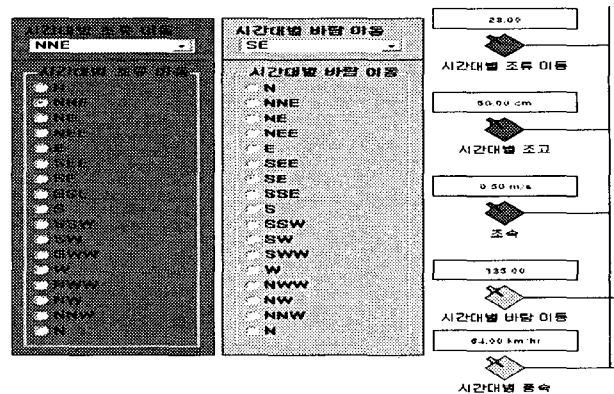 시간대별 조류 이동
NNE
시간대별 조류 이동
N
NNE
NE
NEE
E
SEE
SE
SSE
S
SSW
SW
SWW
W
NWW
NW
NNW
N
시간대별 바람 이동
SE
시간대별 바람 이동
N
NNE
NE
NEE
E
SEE
SE
SSE
S
SSW
SW
SWW
W
NWW
NW
NNW
N
23.00
시간대별 조류 이동
50.00 cm
시간대별 조고
0.50 m/s
조속
135.00
시간대별 바람 이동
64.00 km/hr
시간대별 풍속